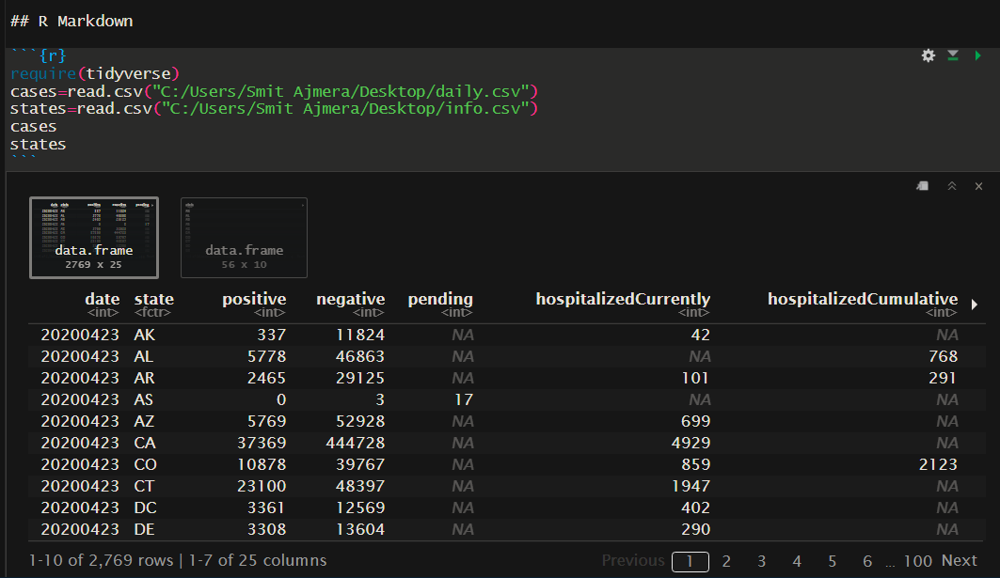 ## R Markdown
```{r}
require(tidyverse)
cases=read.csv("C:/Users/Smit Ajmera/Desktop/daily.csv")
states=read.csv("C:/Users/Smit Ajmera/Desktop/info.csv")
cases
states
```
data.frame data.frame
2769 x 25 56 x 10
date state positive negative pending hospitalizedCurrently hospitalizedCumulative
<int> <fctr> <int> <int> <int> <int> <int>
20200423 AK 337 11824 NA 42 NA
20200423 AL 5778 46863 NA NA 768
20200423 AR 2465 29125 NA 101 291
20200423 AS 0 3 17 NA NA
20200423 AZ 5769 52928 NA 699 NA
20200423 CA 37369 444728 NA 4929 NA
20200423 CO 10878 39767 NA 859 2123
20200423 CT 23100 48397 NA 1947 NA
20200423 DC 3361 12569 NA 402 NA
20200423 DE 3308 13604 NA 290 NA
1-10 of 2,769 rows | 1-7 of 25 columns Previous 1 2 3 4 5 6 ... 100 Next